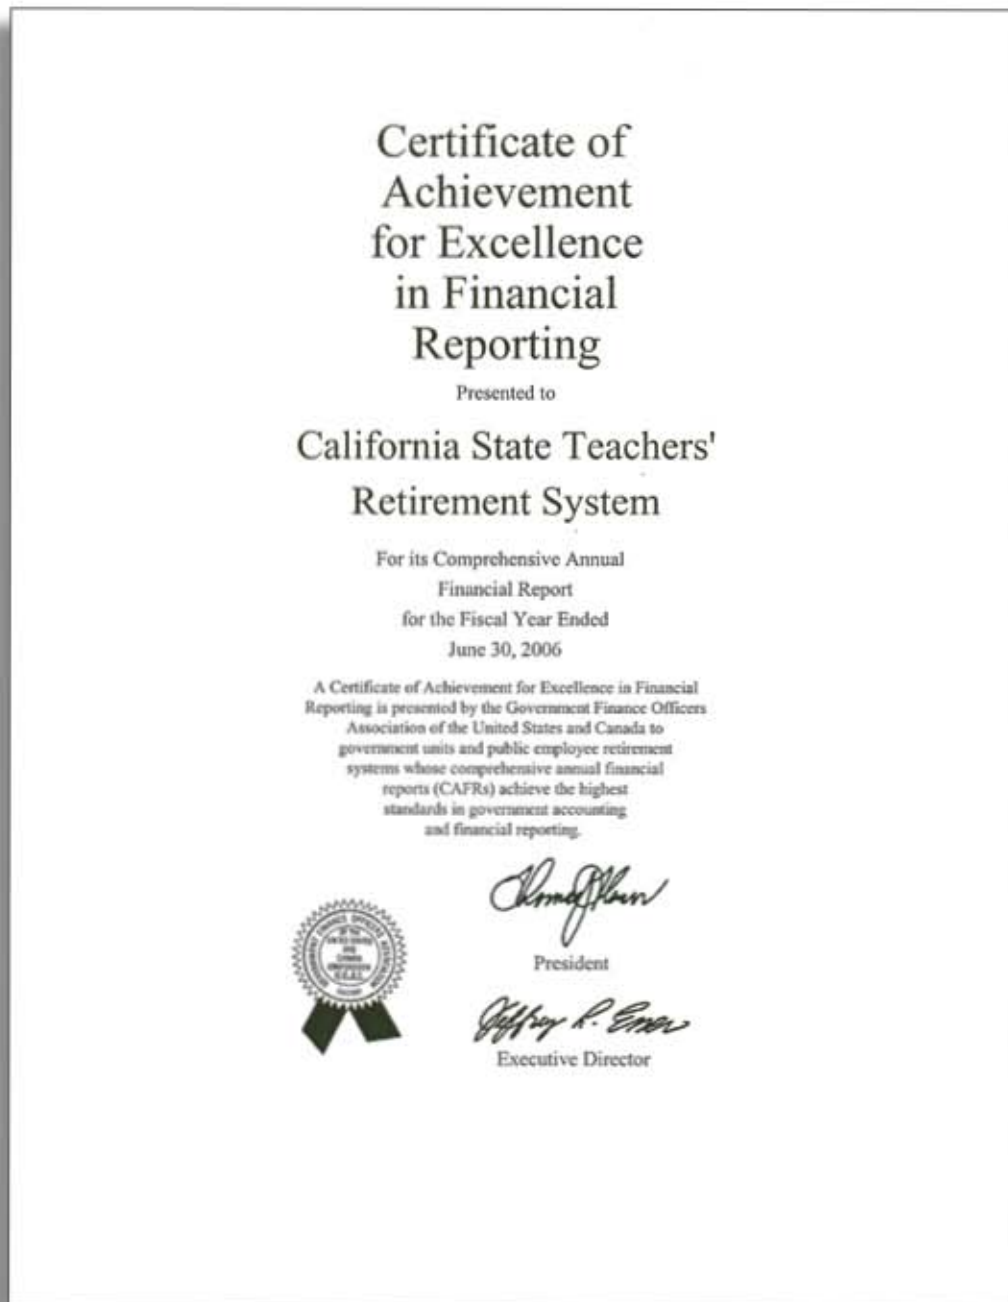 Certificate of
Achievement
for Excellence
in Financial
Reporting
Presented to
California State Teachers'
Retirement System
For its Comprehensive Annual
Financial Report
for the Fiscal Year Ended
June 30, 2006
A Certificate of Achievement for Excellence in Financial
Reporting is presented by the Government Finance Officers
Association of the United States and Canada to
government units and public employee retirement
systems whose comprehensive annual financial
reports (CAFRs) achieve the highest
standards in government accounting
and financial reporting.
President
Jeffrey R. Ener
Executive Director